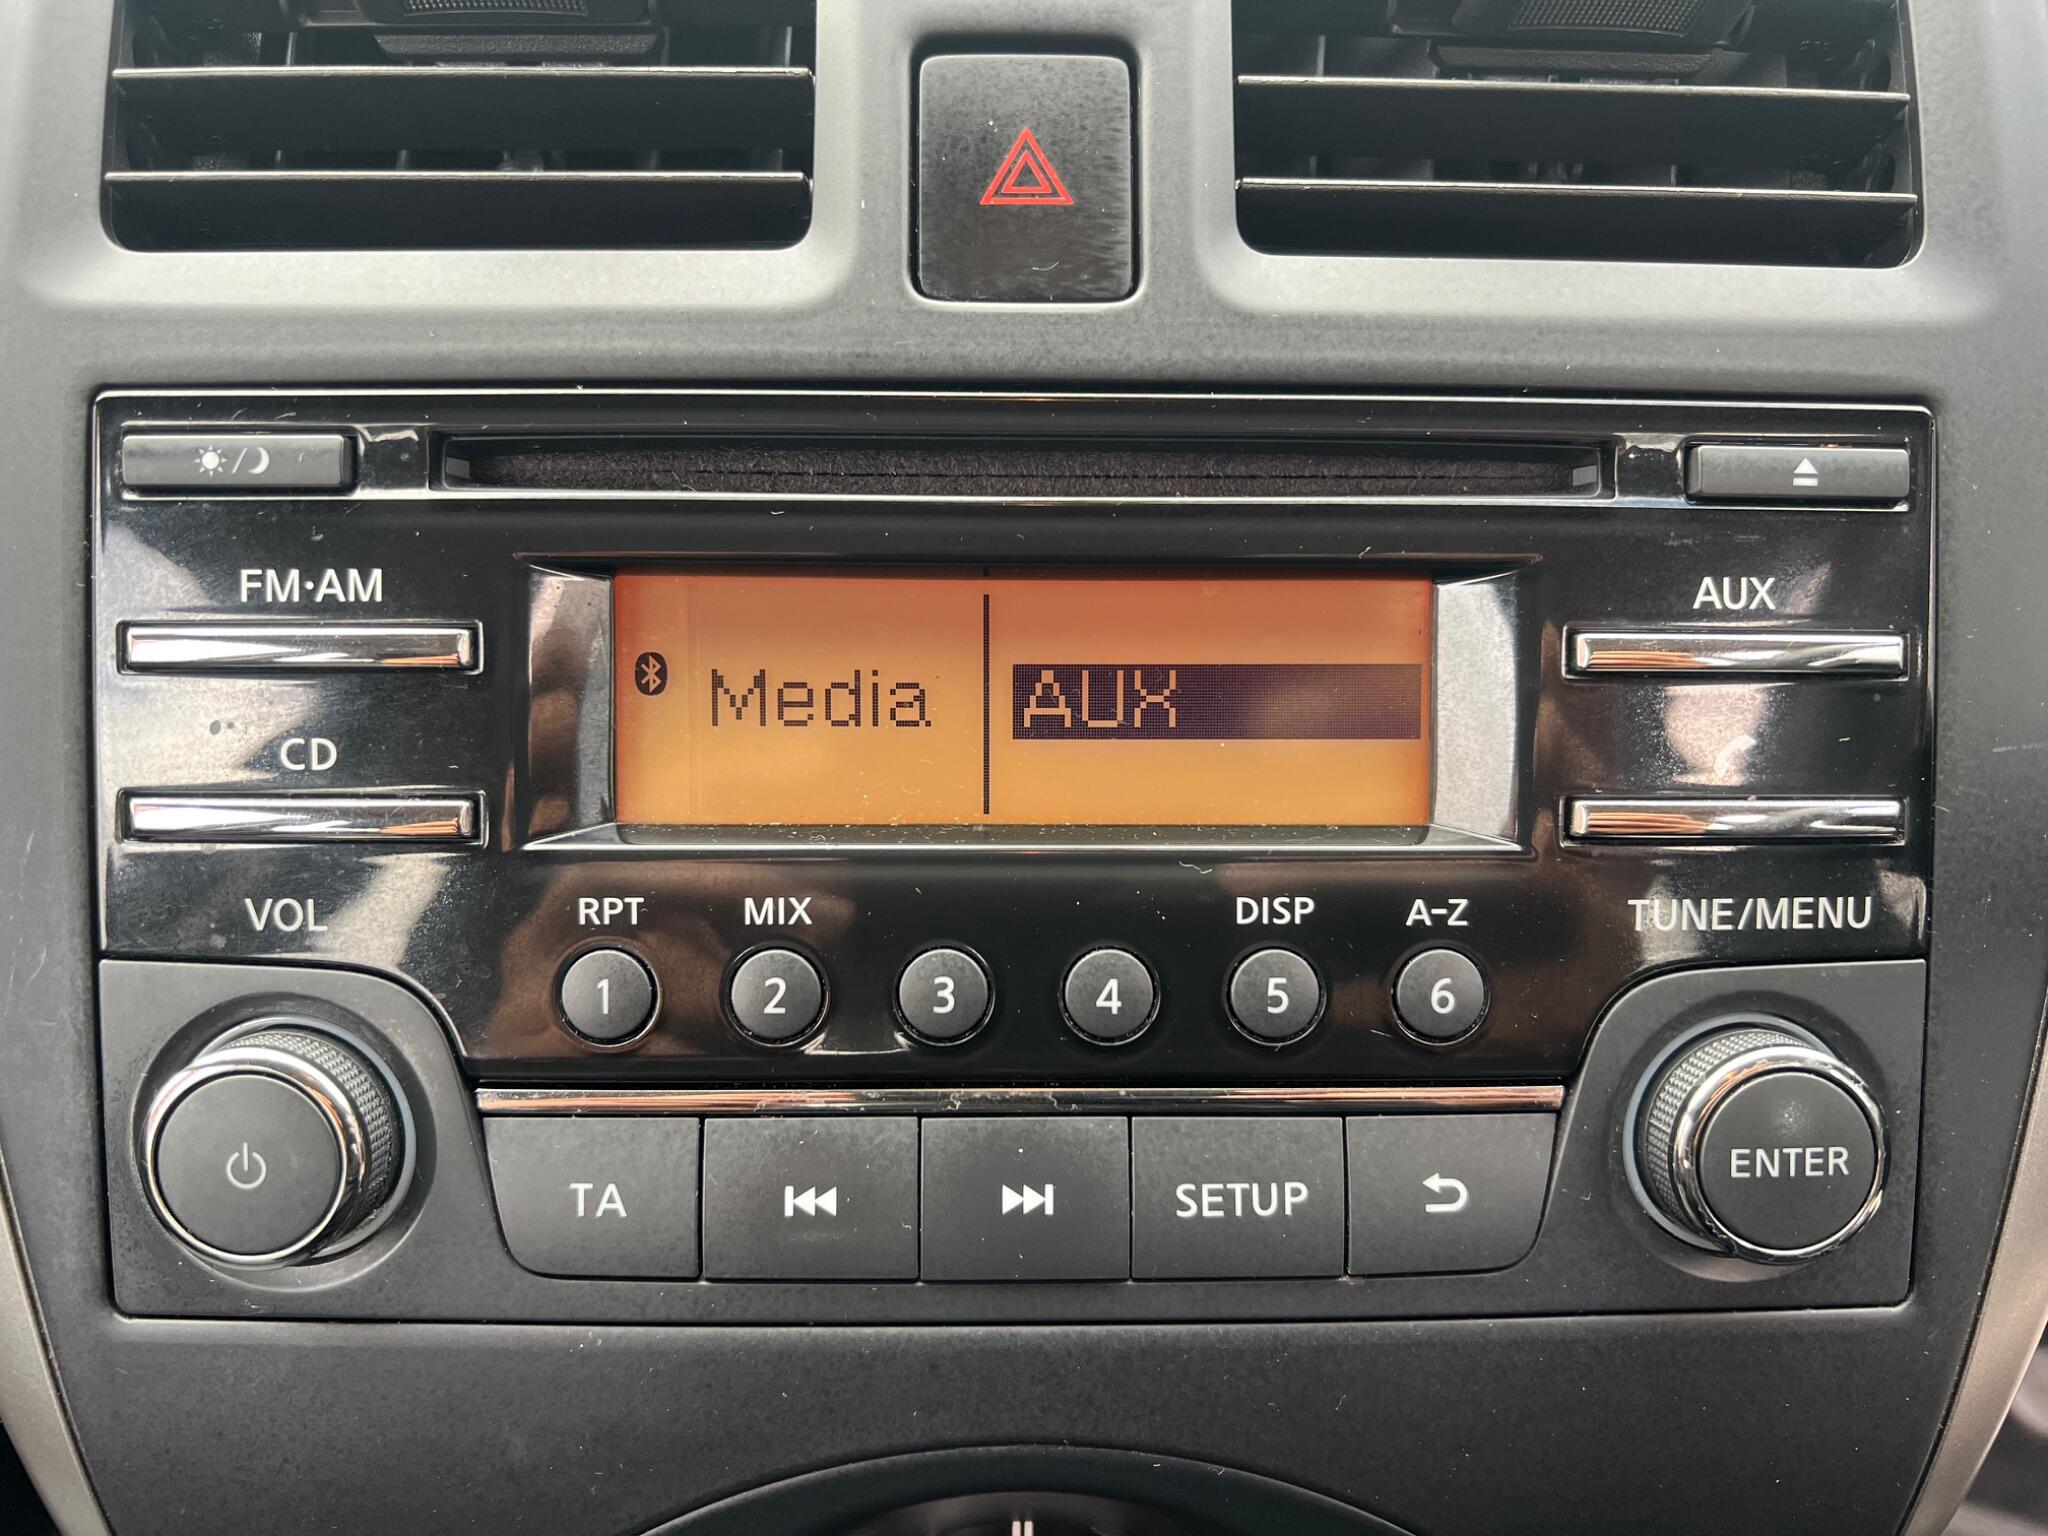 FM·AM
AUX
Media
AUX
CD
VOL
RPT
MIX
DISP
A-Z
TUNE/MENU
1
2
3
4
5
6
TA
SETUP
ENTER